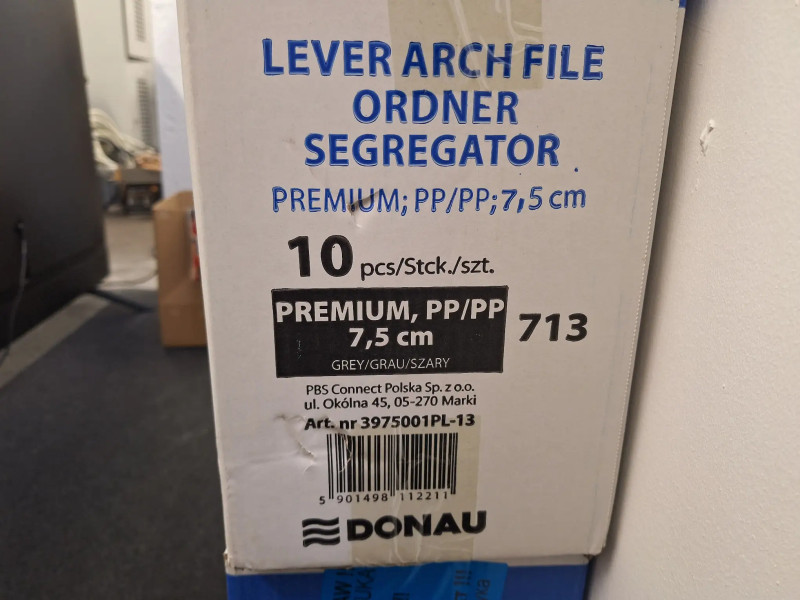 LEVER ARCH FILE
ORDNER
SEGREGATOR
PREMIUM; PP/PP; 7,5 cm
10 pcs/Stck./szt.
PREMIUM, PP/PP
7,5 cm
GREY/GRAU/SZARY
713
PBS Connect Polska Sp. z o.o.
ul. Okólna 45, 05-270 Marki
Art. nr 3975001PL-13
5 901498 112211
DONAU